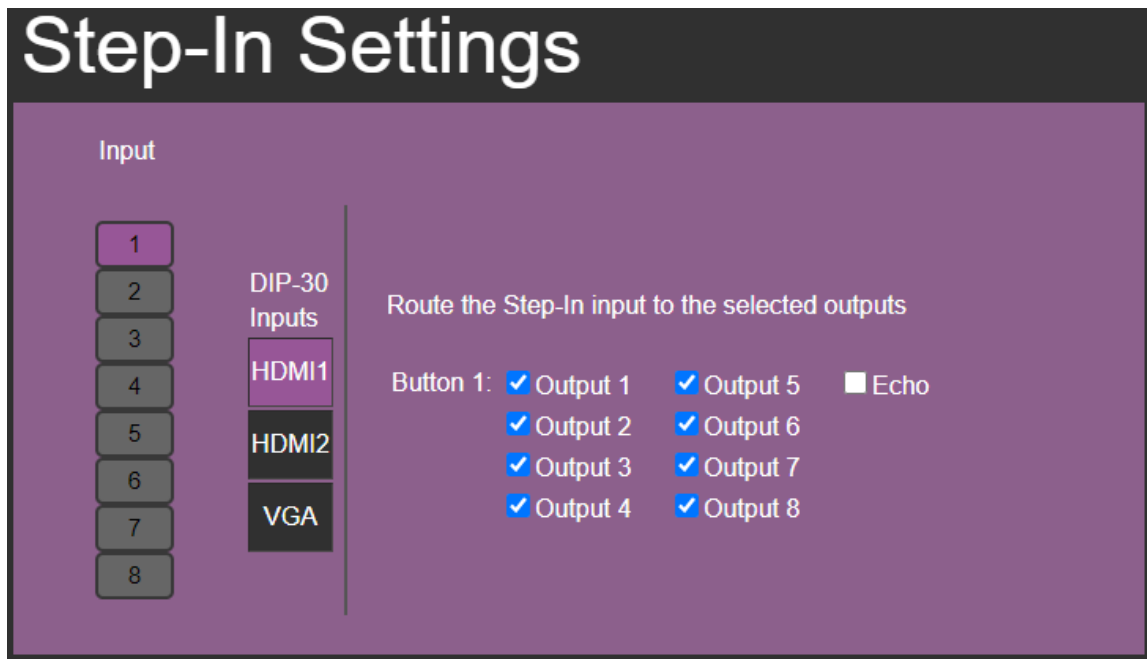 Step-In Settings
Input
1
2
3
4
5
6
7
8
DIP-30
Inputs
HDMI1
HDMI2
VGA
Route the Step-In input to the selected outputs
Button 1: Output 1 Output 5 Echo
Output 2 Output 6
Output 3 Output 7
Output 4 Output 8